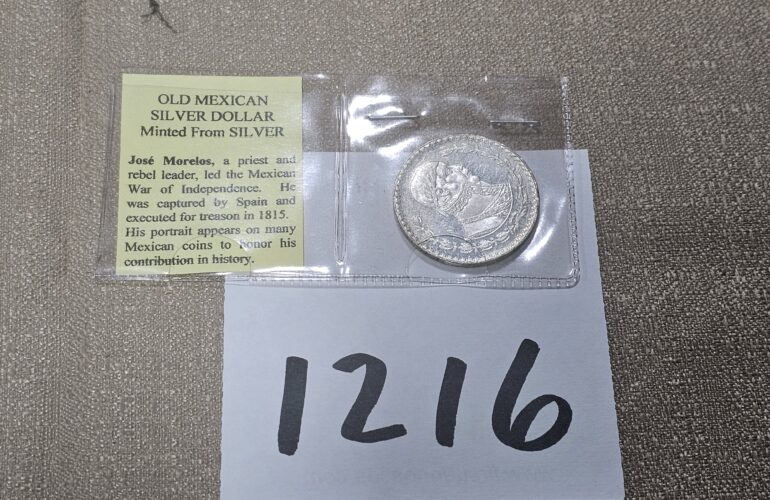 OLD MEXICAN
SILVER DOLLAR
Minted From SILVER
José Morelos, a priest and
rebel leader, led the Mexican
War of Independence. He
was captured by Spain and
executed for treason in 1815.
His portrait appears on many
Mexican coins to honor his
contribution in history.
1216